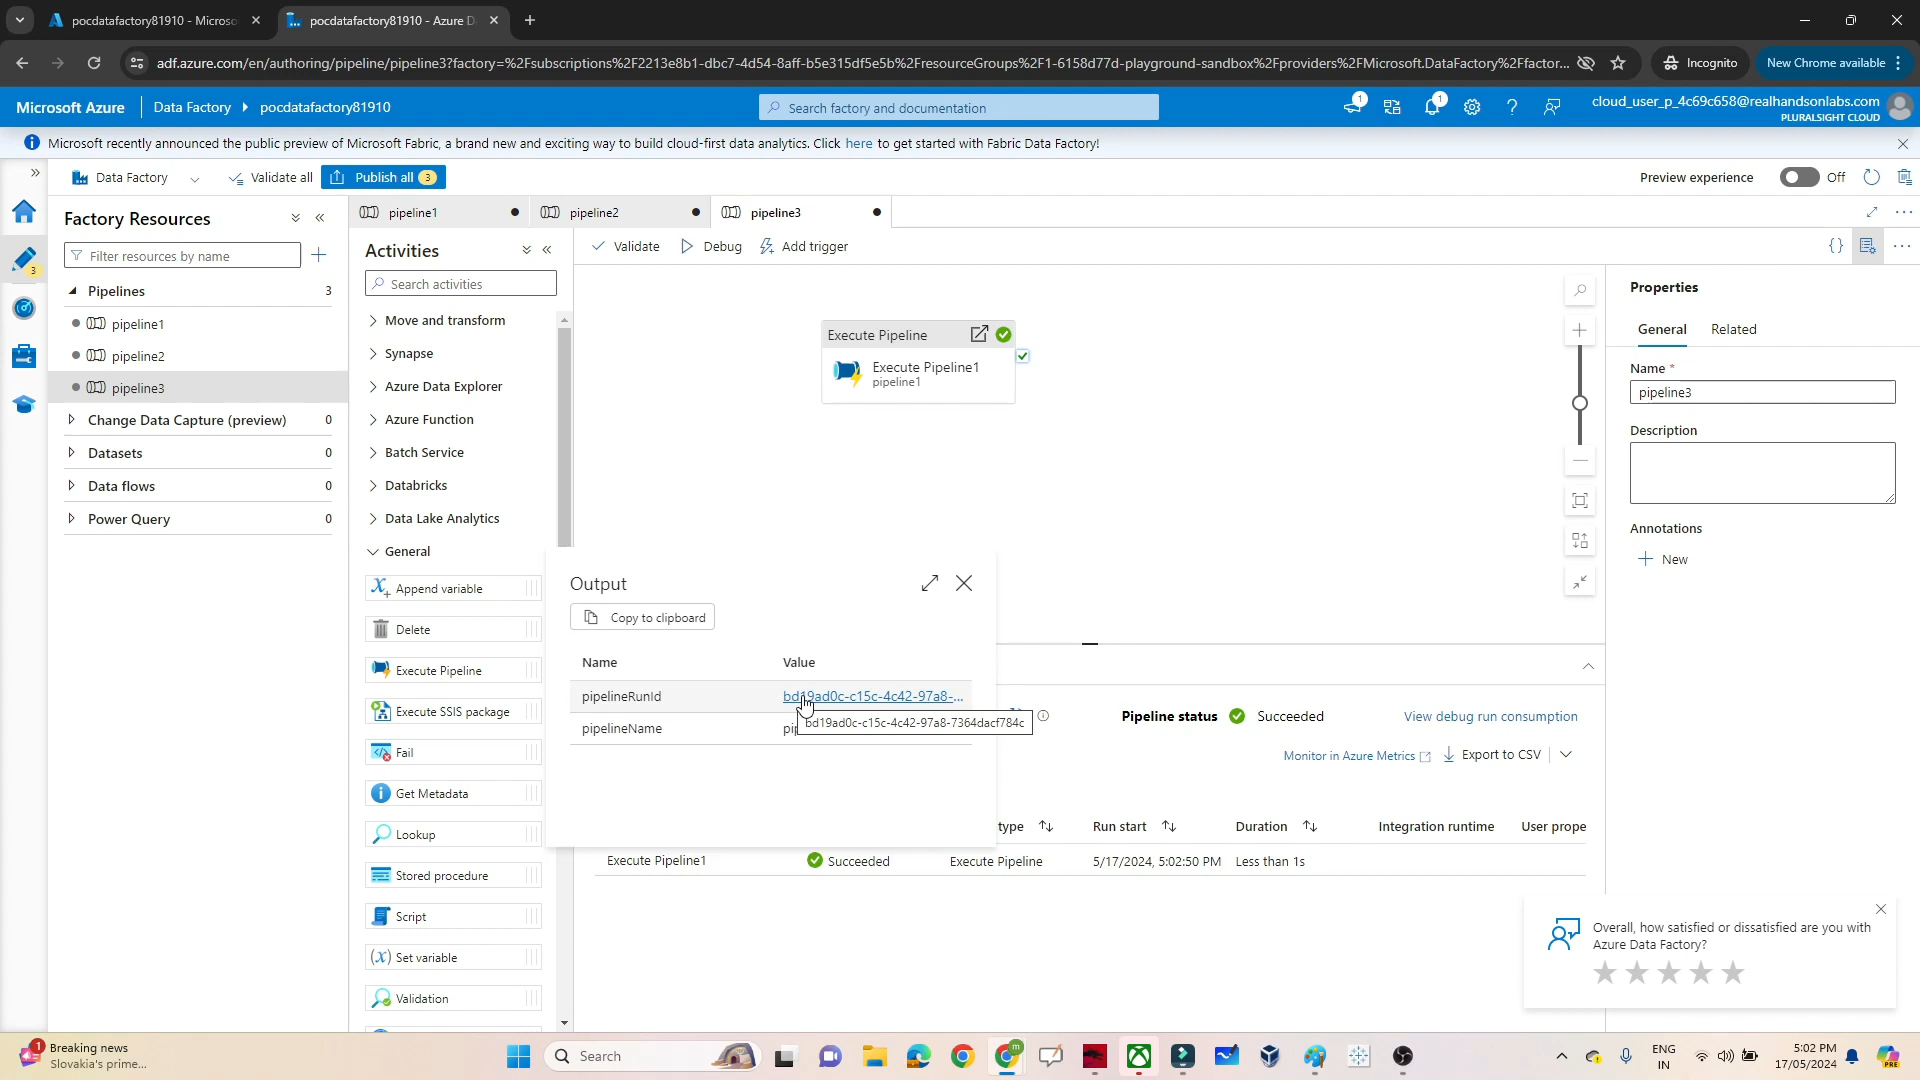 pocdatafactory81910 - Microso
pocdatafactory81910 - Azure D
adf.azure.com/en/authoring/pipeline/pipeline3?factory=%2Fsubscriptions%2F2213e8b1-dbc7-4d54-8aff-b5e315df5e5b%2FresourceGroups%2F1-6158d77d-playground-sandbox%2Fproviders%2FMicrosoft.DataFactory%2Ffactor...
Incognito
New Chrome available
Microsoft Azure
Data Factory
pocdatafactory81910
Search factory and documentation
1
1
cloud_user_p_4c69c658@realhandsonlabs.com
PLURALSIGHT CLOUD
Microsoft recently announced the public preview of Microsoft Fabric, a brand new and exciting way to build cloud-first data analytics. Click here to get started with Fabric Data Factory!
Data Factory
Validate all
Publish all 3
Preview experience
Off
Factory Resources
Filter resources by name
3
Pipelines 3
pipeline1
pipeline2
pipeline3
Change Data Capture (preview) 0
Datasets 0
Data flows 0
Power Query 0
pipeline1
pipeline2
pipeline3
Activities
Search activities
Move and transform
Synapse
Azure Data Explorer
Azure Function
Batch Service
Databricks
Data Lake Analytics
General
Append variable
Delete
Execute Pipeline
Execute SSIS package
Fail
Get Metadata
Lookup
Stored procedure
Script
Set variable
Validation
Validate
Debug
Add trigger
Execute Pipeline
Execute Pipeline1
pipeline1
Output
Copy to clipboard
Name Value
pipelineRunId bd19ad0c-c15c-4c42-97a8-...
bd19ad0c-c15c-4c42-97a8-7364dacf784c
pipelineName
Pipeline status Succeeded
View debug run consumption
Monitor in Azure Metrics
Export to CSV
type Run start Duration Integration runtime User prope
Execute Pipeline1 Succeeded Execute Pipeline 5/17/2024, 5:02:50 PM Less than 1s
Properties
General
Related
Name *
pipeline3
Description
Annotations
New
Overall, how satisfied or dissatisfied are you with
Azure Data Factory?
1
Breaking news
Slovakia's prime...
Search
m
ENG
IN
5:02 PM
17/05/2024
PRE